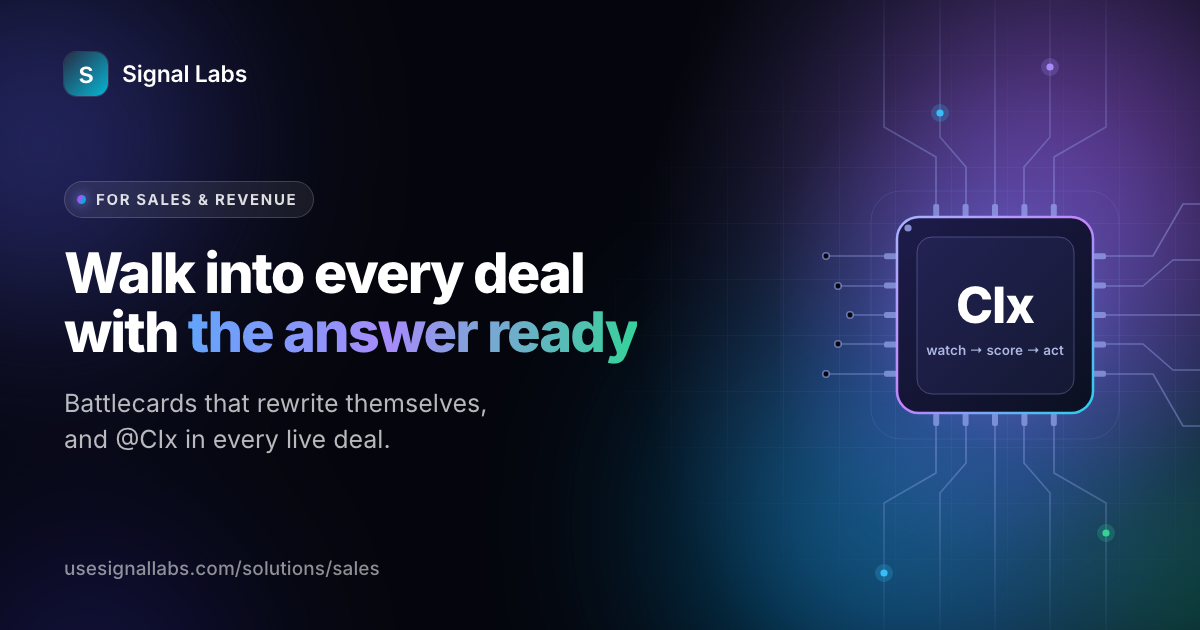 S
Signal Labs
FOR SALES & REVENUE
Walk into every deal
with the answer ready
Battlecards that rewrite themselves,
and @CIx in every live deal.
usesignallabs.com/solutions/sales
CIx
watch → score → act